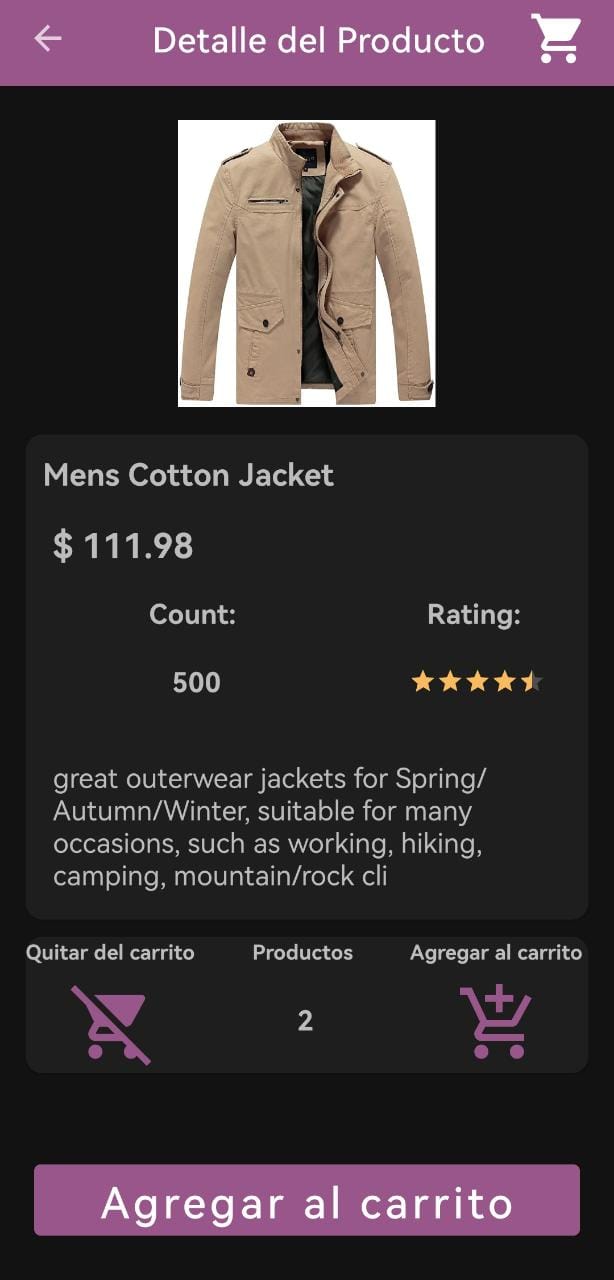 Detalle del Producto
Mens Cotton Jacket
$ 111.98
Count:
Rating:
500
great outerwear jackets for Spring/
Autumn/Winter, suitable for many
occasions, such as working, hiking,
camping, mountain/rock cli
Quitar del carrito
Productos
Agregar al carrito
2
Agregar al carrito